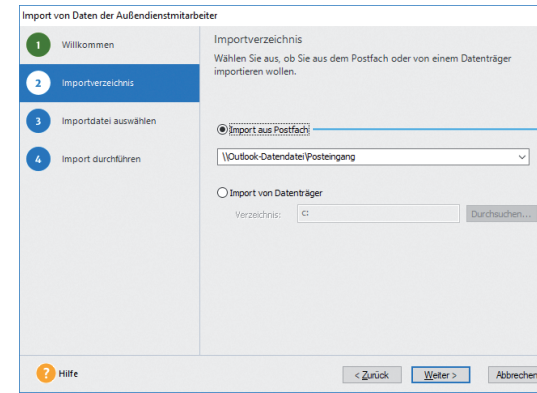 Import von Daten der Außendienstmitarbeiter
1 Willkommen
2 Importverzeichnis
3 Importdatei auswählen
4 Import durchführen
Importverzeichnis
Wählen Sie aus, ob Sie aus dem Postfach oder von einem Datenträger
importieren wollen.
Import aus Postfach
\\Outlook-Datendatei\Posteingang
Import von Datenträger
Verzeichnis: C:
Durchsuchen...
? Hilfe
< Zurück
Weiter >
Abbrechen